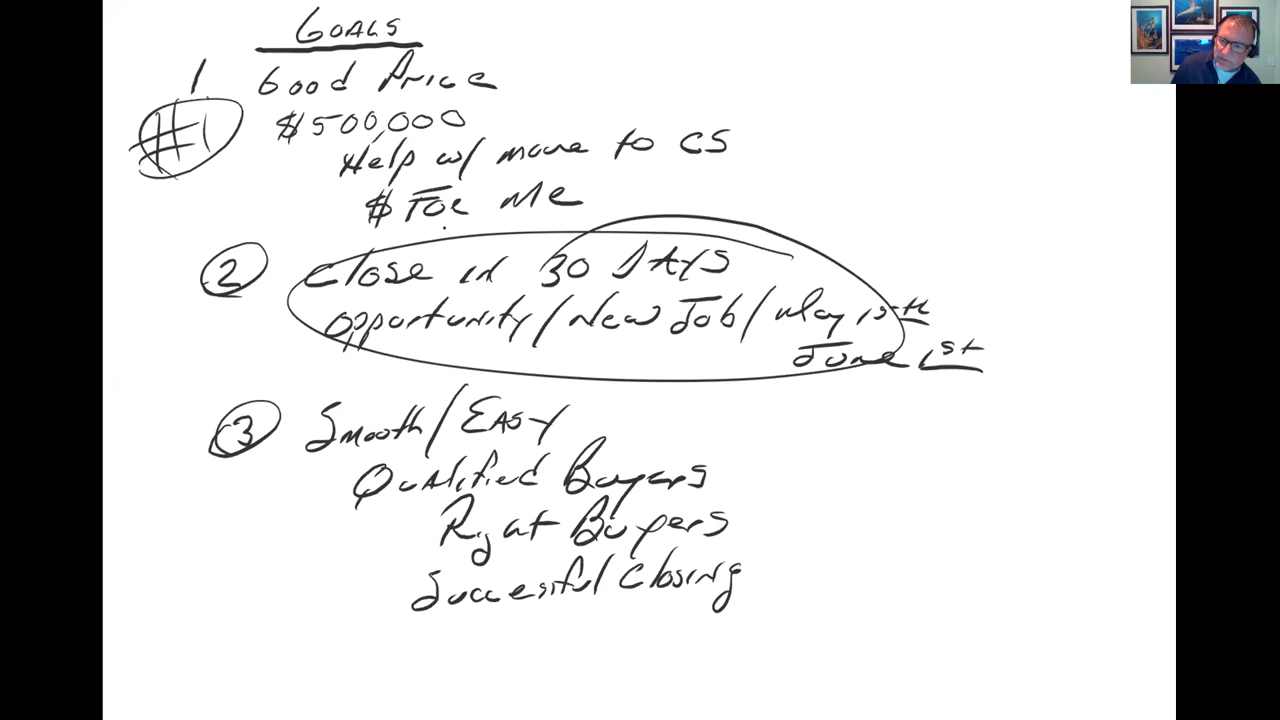 GOALS
1. Good Price
#1 $500,000
Help w/ move to CS
$ FOR Me
2 Close in 30 DAYS
opportunity/New Job/May 15th
June 1st
3 Smooth/EASY
Qualified Buyers
Right Buyers
Successful Closing